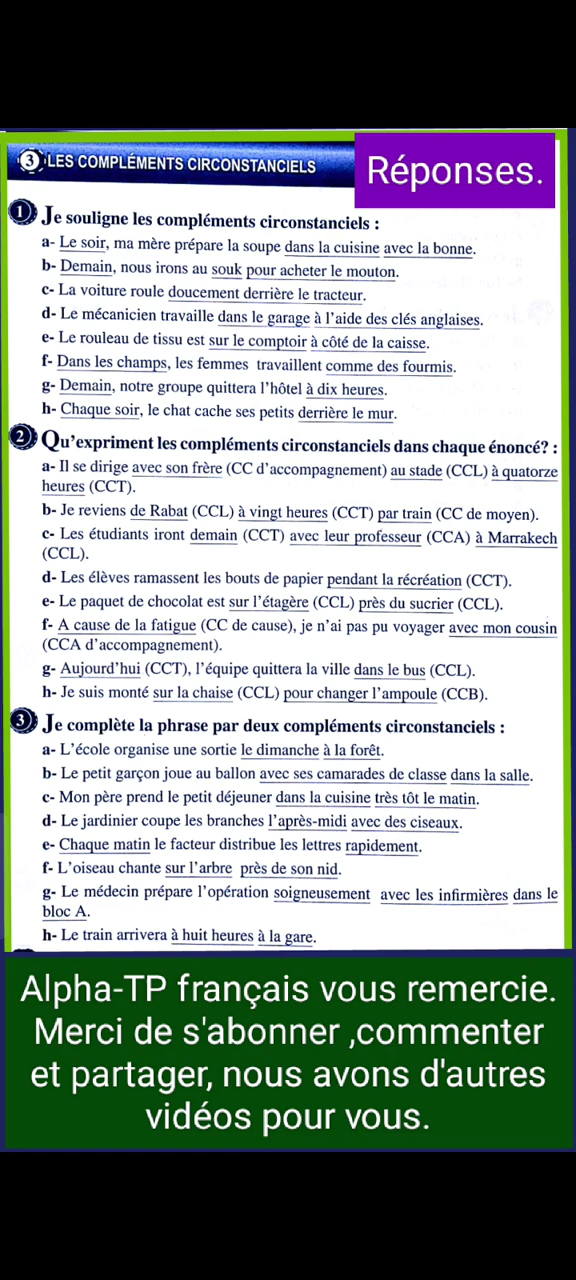 3 LES COMPLÉMENTS CIRCONSTANCIELS
Réponses.
1 Je souligne les compléments circonstanciels :
a- Le soir, ma mère prépare la soupe dans la cuisine avec la bonne.
b- Demain, nous irons au souk pour acheter le mouton.
c- La voiture roule doucement derrière le tracteur.
d- Le mécanicien travaille dans le garage à l'aide des clés anglaises.
e- Le rouleau de tissu est sur le comptoir à côté de la caisse.
f- Dans les champs, les femmes travaillent comme des fourmis.
g- Demain, notre groupe quittera l'hôtel à dix heures.
h- Chaque soir, le chat cache ses petits derrière le mur.
2 Qu'expriment les compléments circonstanciels dans chaque énoncé? :
a- Il se dirige avec son frère (CC d'accompagnement) au stade (CCL) à quatorze
heures (CCT).
b- Je reviens de Rabat (CCL) à vingt heures (CCT) par train (CC de moyen).
c- Les étudiants iront demain (CCT) avec leur professeur (CCA) à Marrakech
(CCL).
d- Les élèves ramassent les bouts de papier pendant la récréation (CCT).
e- Le paquet de chocolat est sur l'étagère (CCL) près du sucrier (CCL).
f- A cause de la fatigue (CC de cause), je n'ai pas pu voyager avec mon cousin
(CCA d'accompagnement).
g- Aujourd'hui (CCT), l'équipe quittera la ville dans le bus (CCL).
h- Je suis monté sur la chaise (CCL) pour changer l'ampoule (CCB).
3 Je complète la phrase par deux compléments circonstanciels :
a- L'école organise une sortie le dimanche à la forêt.
b- Le petit garçon joue au ballon avec ses camarades de classe dans la salle.
c- Mon père prend le petit déjeuner dans la cuisine très tôt le matin.
d- Le jardinier coupe les branches l'après-midi avec des ciseaux.
e- Chaque matin le facteur distribue les lettres rapidement.
f- L'oiseau chante sur l'arbre près de son nid.
g- Le médecin prépare l'opération soigneusement avec les infirmières dans le
bloc A.
h- Le train arrivera à huit heures à la gare.
Alpha-TP français vous remercie.
Merci de s'abonner ,commenter
et partager, nous avons d'autres
vidéos pour vous.